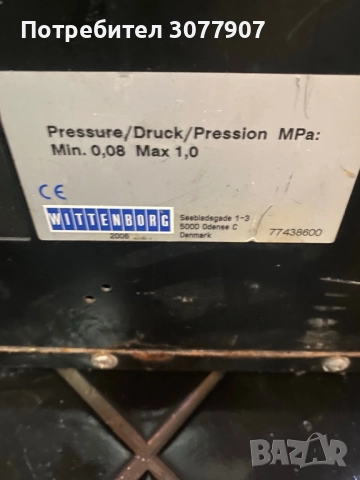 Потребител 3077907
Pressure/Druck/Pression MPa:
Min. 0,08 Max 1,0
CE
WITTENBORG
2006
Seebladsgade 1-3
5000 Odense C
Denmark
77438600
BAZAR